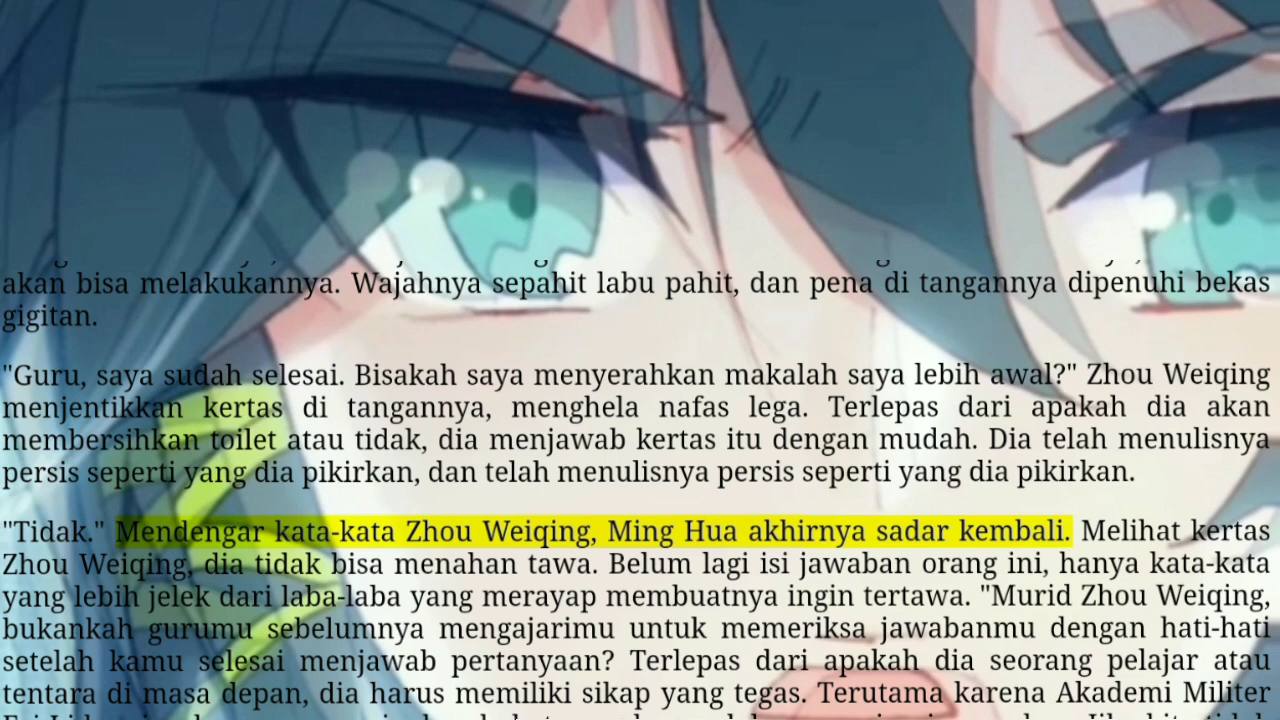 akan bisa melakukannya. Wajahnya sepahit labu pahit, dan pena di tangannya dipenuhi bekas
gigitan.
"Guru, saya sudah selesai. Bisakah saya menyerahkan makalah saya lebih awal?" Zhou Weiqing
menjentikkan kertas di tangannya, menghela nafas lega. Terlepas dari apakah dia akan
membersihkan toilet atau tidak, dia menjawab kertas itu dengan mudah. Dia telah menulisnya
persis seperti yang dia pikirkan, dan telah menulisnya persis seperti yang dia pikirkan.
"Tidak." Mendengar kata-kata Zhou Weiqing, Ming Hua akhirnya sadar kembali. Melihat kertas
Zhou Weiqing, dia tidak bisa menahan tawa. Belum lagi isi jawaban orang ini, hanya kata-kata
yang lebih jelek dari laba-laba yang merayap membuatnya ingin tertawa. "Murid Zhou Weiqing,
bukankah gurumu sebelumnya mengajarimu untuk memeriksa jawabanmu dengan hati-hati
setelah kamu selesai menjawab pertanyaan? Terlepas dari apakah dia seorang pelajar atau
tentara di masa depan, dia harus memiliki sikap yang tegas. Terutama karena Akademi Militer